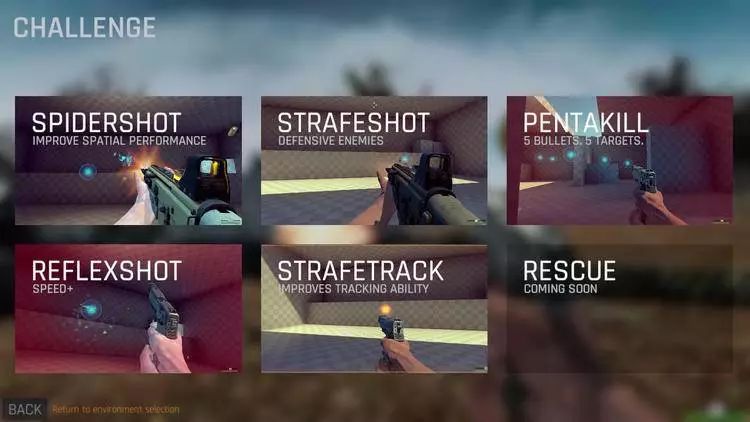 CHALLENGE
SPIDERSHOT
IMPROVE SPATIAL PERFORMANCE
STRAFESHOT
DEFENSIVE ENEMIES
PENTAKILL
5 BULLETS. 5 TARGETS.
REFLEXSHOT
SPEED+
STRAFETRACK
IMPROVES TRACKING ABILITY
RESCUE
COMING SOON
BACK Return to environment selection